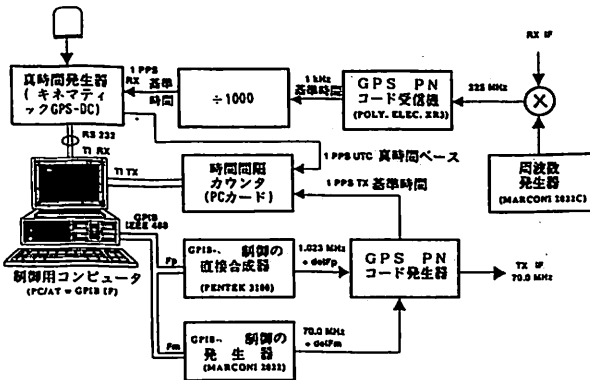 真時間発生器
( キネマティ
ックGPS-DC)
1 PPS
RX
基準
時間
÷1000
1 kHz
基準時間
GPS PN
コード受信機
(POLY. ELEC. XR3)
225 MHz
RX IF
周波数
発生器
(MARCONI 2022C)
RS 232
TI RX
TI TX
時間間隔
カウンタ
(PCカード)
1 PPS UTC 真時間ベース
1 PPS TX 基準時間
GPIB
IEEE 488
制御用コンピュータ
(PC/AT = GPIB IF)
Fp
GPIB-、制御の
直接合成器
(PENTEK 3100)
1.023 MHz
+ delFp
GPS PN
コード発生器
TX IF
70.0 MHz
Fm
GPIB-、制御の
発 生 器
(MARCONI 2022)
70.0 MHz
+ delFm